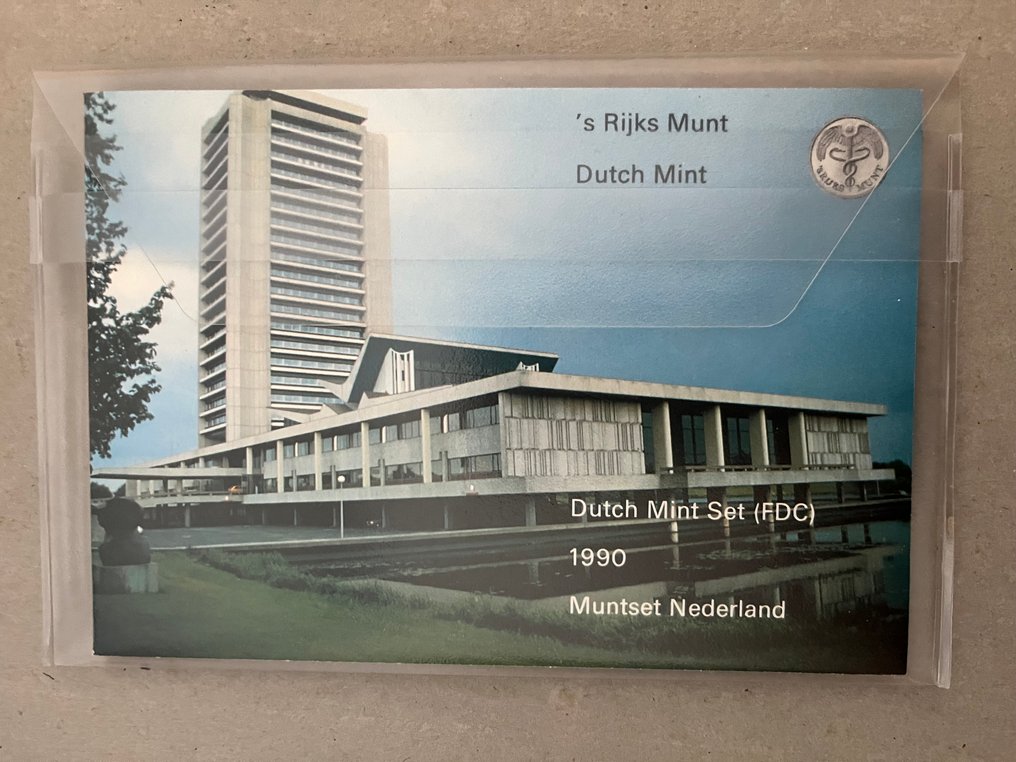 's Rijks Munt
Dutch Mint
'S RIJKS MUNT
Dutch Mint Set (FDC)
1990
Muntset Nederland